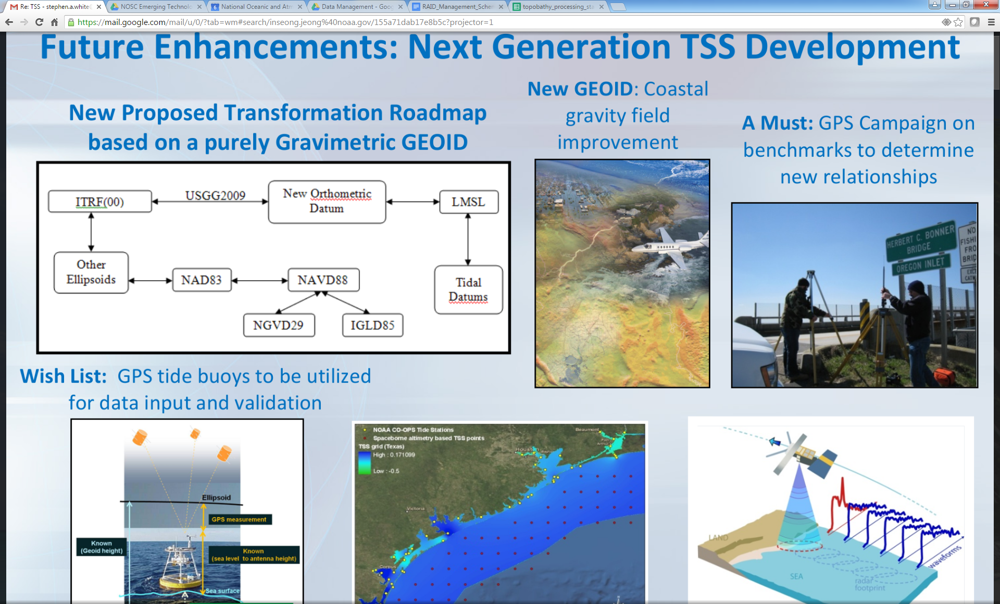 Re: TSS - stephen.a.white
NOSC Emerging Technolo
National Oceanic and Atm
Data Management - Goog
RAID_Management_Schem
topobathy_processing_sta
https://mail.google.com/mail/u/0/?tab=wm#search/inseong.jeong%40noaa.gov/155a71dab17e8b5c?projector=1
Future Enhancements: Next Generation TSS Development
New Proposed Transformation Roadmap
based on a purely Gravimetric GEOID
New GEOID: Coastal
gravity field
improvement
A Must: GPS Campaign on
benchmarks to determine
new relationships
ITRF(00)
USGG2009
New Orthometric
Datum
LMSL
Other
Ellipsoids
NAD83
NAVD88
Tidal
Datums
NGVD29
IGLD85
HERBERT C. BONNER
BRIDGE
OREGON INLET
NO
FISHI
FRO
BRID
EXC
CATW
Wish List: GPS tide buoys to be utilized
for data input and validation
Ellipsoid
GPS measurement
Known
(Geoid height)
Known
(sea level to antenna height)
Sea surface
NOAA CO-OPS Tide Stations
Spaceborne altimetry based TSS points
TSS grid (Texas)
High : 0.171099
Low : -0.5
Beaumont
Port
Arthur
Houston
Victoria
Corpus
LAND
SEA
radar
footprint
waveforms